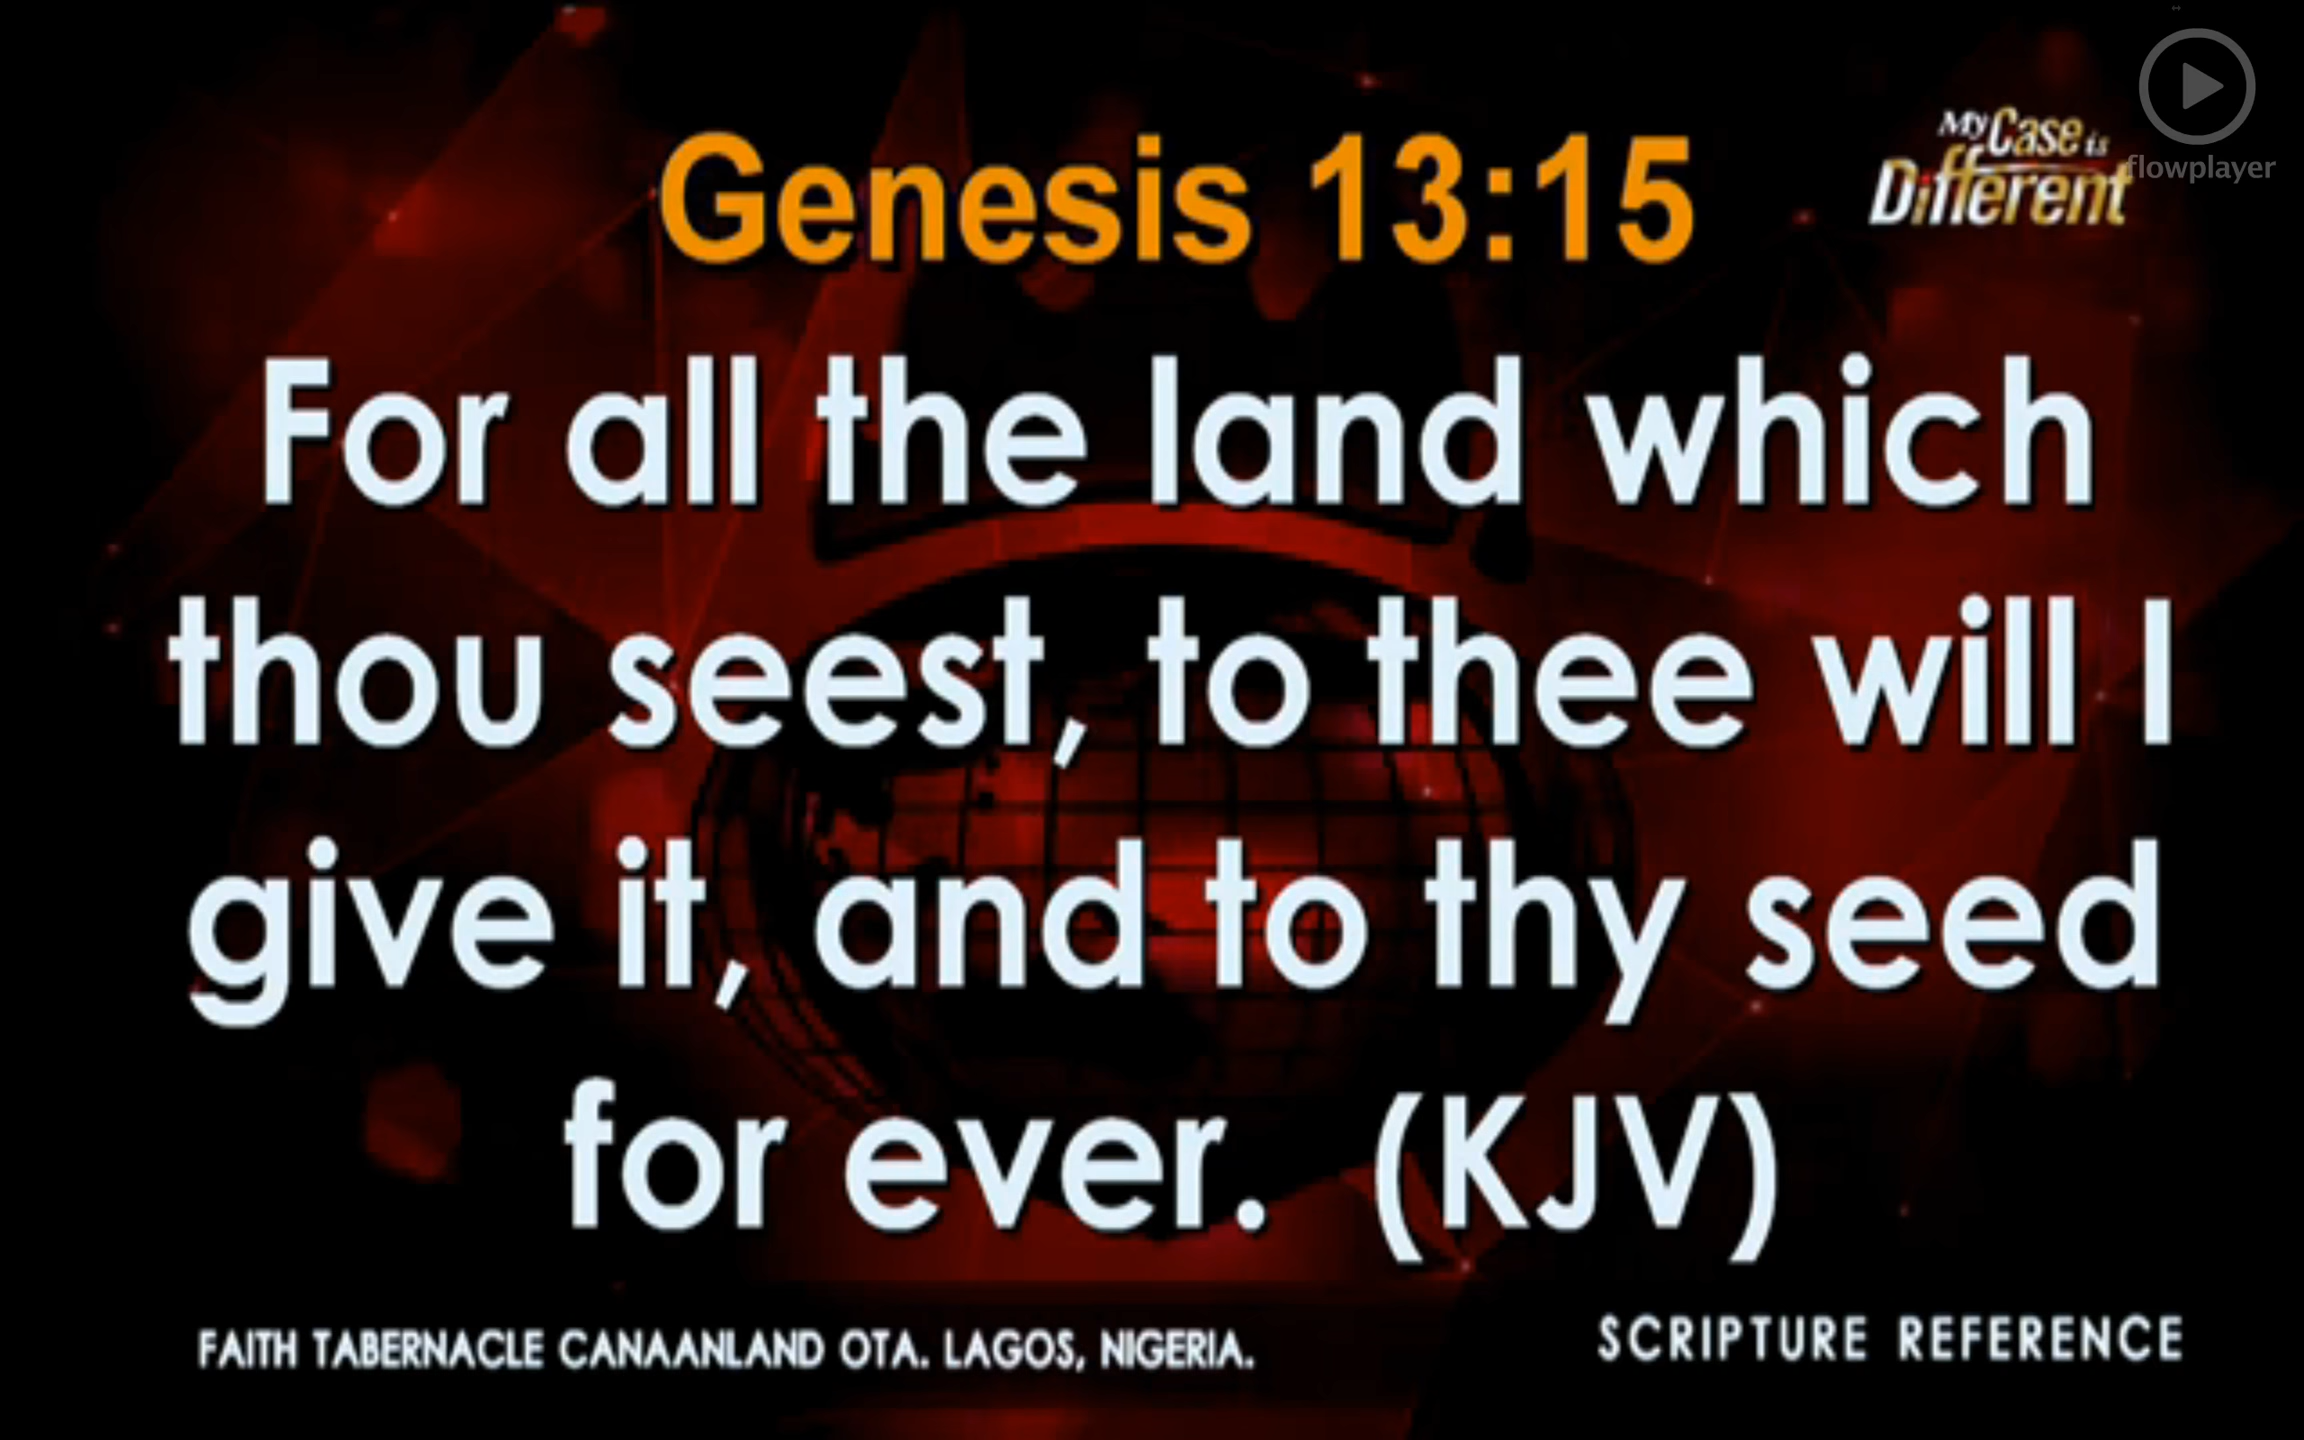 Genesis 13:15
My Case is
Different
flowplayer
For all the land which
thou seest, to thee will I
give it, and to thy seed
for ever. (KJV)
FAITH TABERNACLE CANAANLAND OTA. LAGOS, NIGERIA.
SCRIPTURE REFERENCE